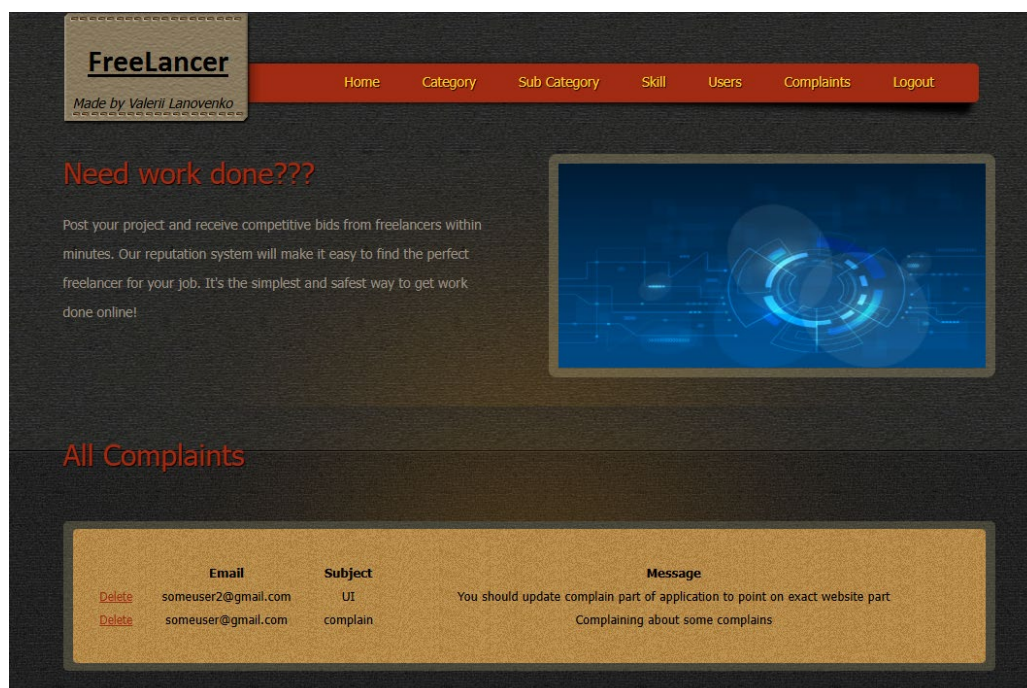 FreeLancer
Made by Valerii Lanovenko
Home Category Sub Category Skill Users Complaints Logout
Need work done???
Post your project and receive competitive bids from freelancers within
minutes. Our reputation system will make it easy to find the perfect
freelancer for your job. It's the simplest and safest way to get work
done online!
All Complaints
Email Subject Message
Delete someuser2@gmail.com UI You should update complain part of application to point on exact website part
Delete someuser@gmail.com complain Complaining about some complains